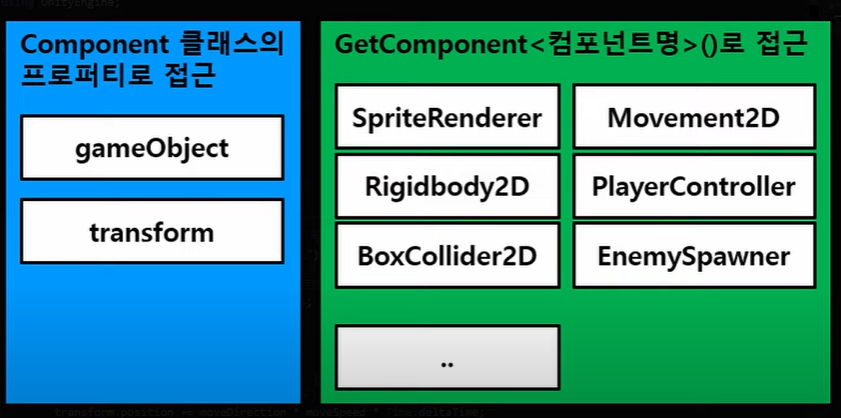 using UnityEngine;
Component 클래스의
프로퍼티로 접근
gameObject
transform
GetComponent<컴포넌트명>()로 접근
SpriteRenderer
Movement2D
Rigidbody2D
PlayerController
BoxCollider2D
EnemySpawner
..
transform.position += moveDirection * moveSpeed * Time.deltaTime;